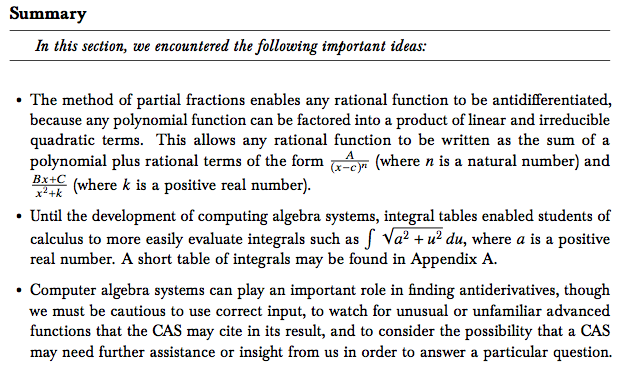 Summary
In this section, we encountered the following important ideas:
• The method of partial fractions enables any rational function to be antidifferentiated,
because any polynomial function can be factored into a product of linear and irreducible
quadratic terms. This allows any rational function to be written as the sum of a
polynomial plus rational terms of the form $\frac{A}{(x-c)^n}$ (where $n$ is a natural number) and
$\frac{Bx+C}{x^2+k}$ (where $k$ is a positive real number).
• Until the development of computing algebra systems, integral tables enabled students of
calculus to more easily evaluate integrals such as $\int \sqrt{a^2+u^2}\,du$, where $a$ is a positive
real number. A short table of integrals may be found in Appendix A.
• Computer algebra systems can play an important role in finding antiderivatives, though
we must be cautious to use correct input, to watch for unusual or unfamiliar advanced
functions that the CAS may cite in its result, and to consider the possibility that a CAS
may need further assistance or insight from us in order to answer a particular question.